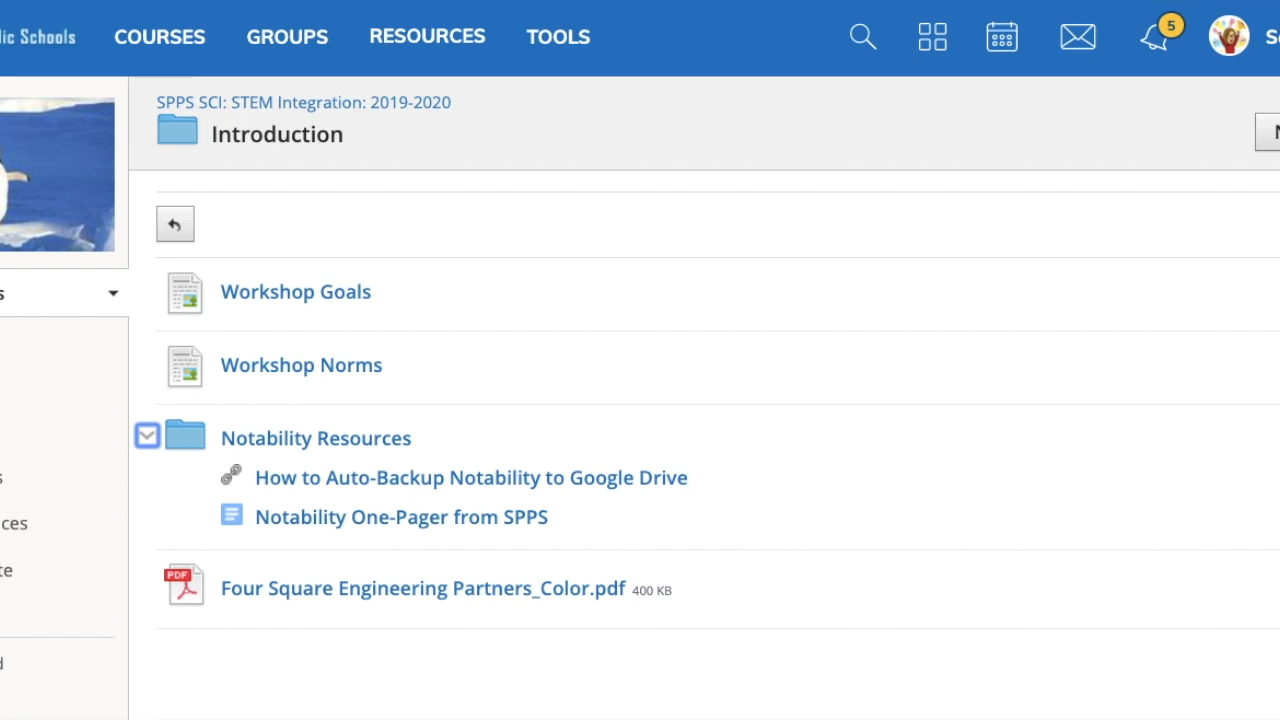 Schools
COURSES GROUPS RESOURCES TOOLS
5
SPPS SCI: STEM Integration: 2019-2020
Introduction
Workshop Goals
Workshop Norms
Notability Resources
How to Auto-Backup Notability to Google Drive
Notability One-Pager from SPPS
PDF
Four Square Engineering Partners_Color.pdf 400 KB